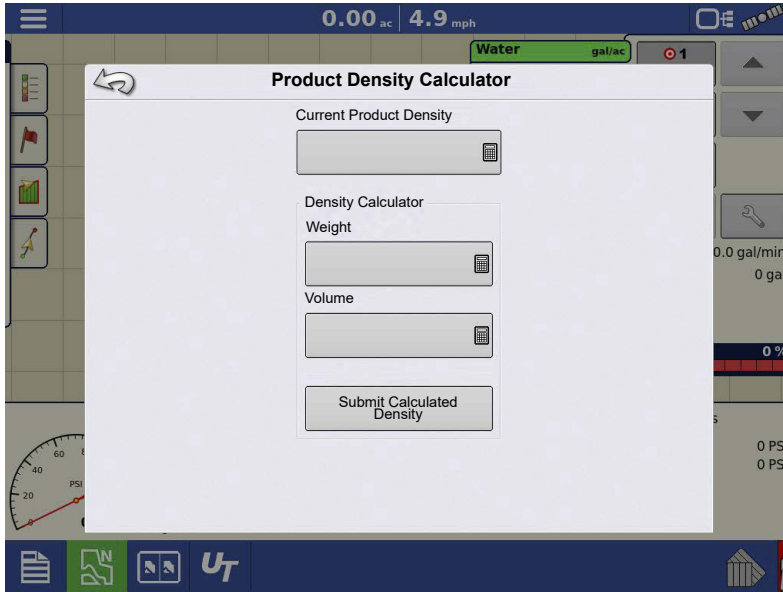 0.00 ac 4.9 mph
Water gal/ac 1
Product Density Calculator
Current Product Density
Density Calculator
Weight
0.0 gal/min
0 ga
Volume
0 %
Submit Calculated
Density
0 PS
0 PS
60
40
PSI
20
0
N
UT